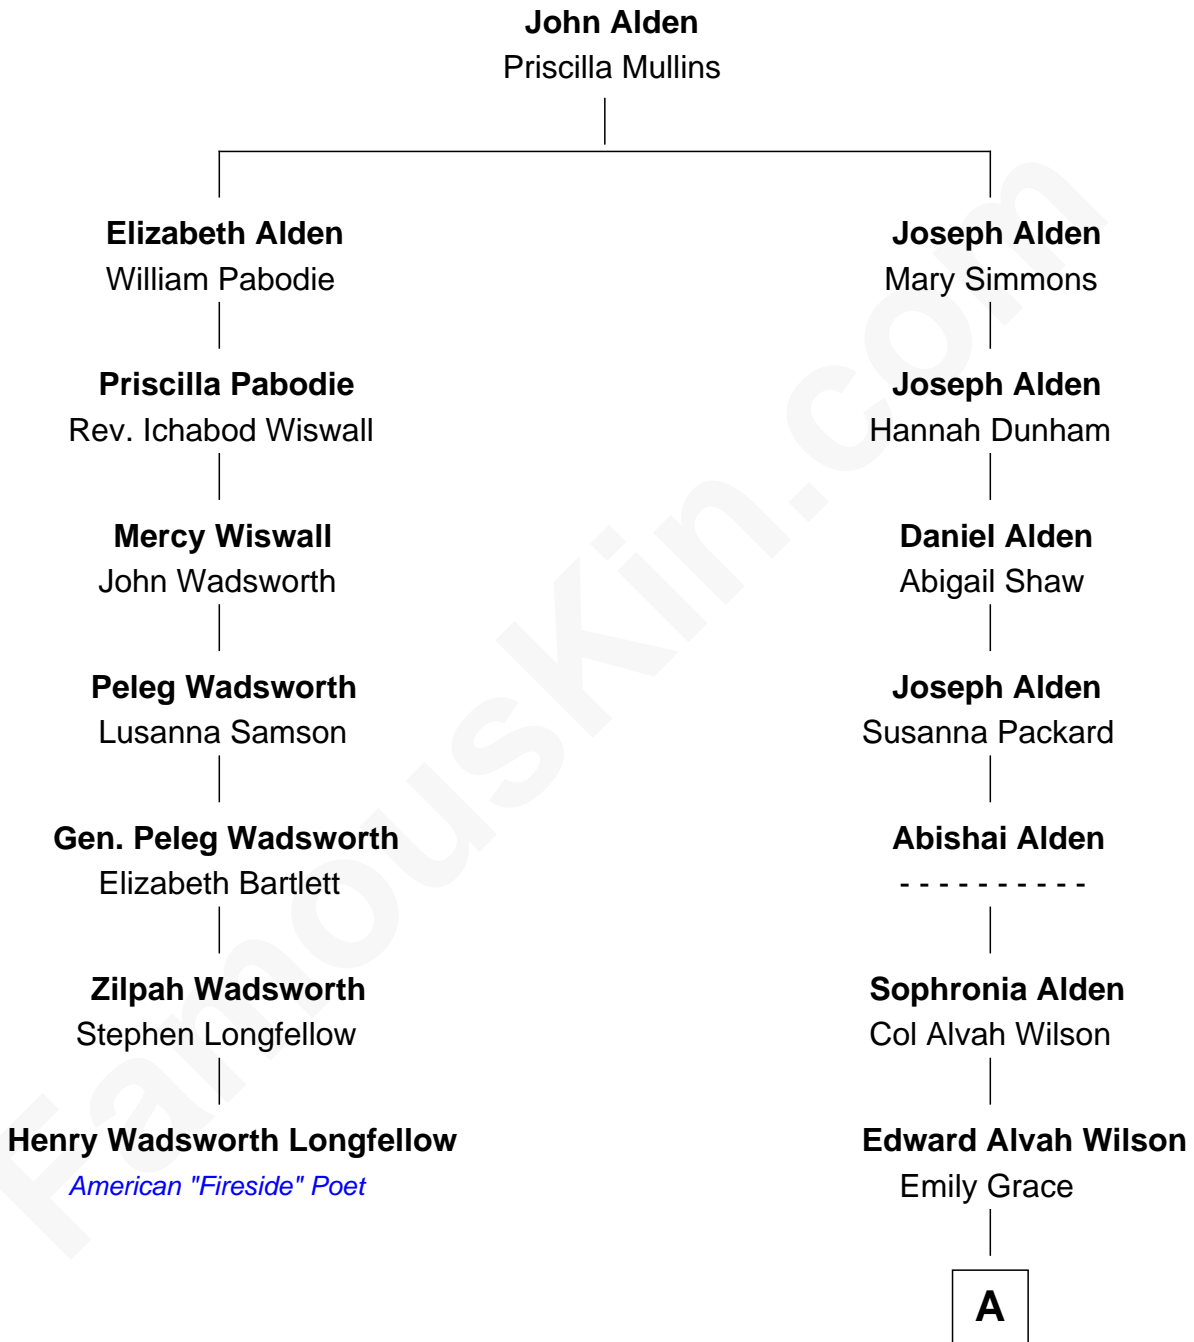 John Alden
Priscilla Mullins
Elizabeth Alden
William Pabodie
Joseph Alden
Mary Simmons
Priscilla Pabodie
Rev. Ichabod Wiswall
Joseph Alden
Hannah Dunham
Mercy Wiswall
John Wadsworth
Daniel Alden
Abigail Shaw
Peleg Wadsworth
Lusanna Samson
Joseph Alden
Susanna Packard
Gen. Peleg Wadsworth
Elizabeth Bartlett
Abishai Alden
- - - - - - - - - -
Zilpah Wadsworth
Stephen Longfellow
Sophronia Alden
Col Alvah Wilson
Henry Wadsworth Longfellow
American "Fireside" Poet
Edward Alvah Wilson
Emily Grace
A
FamousKin.com